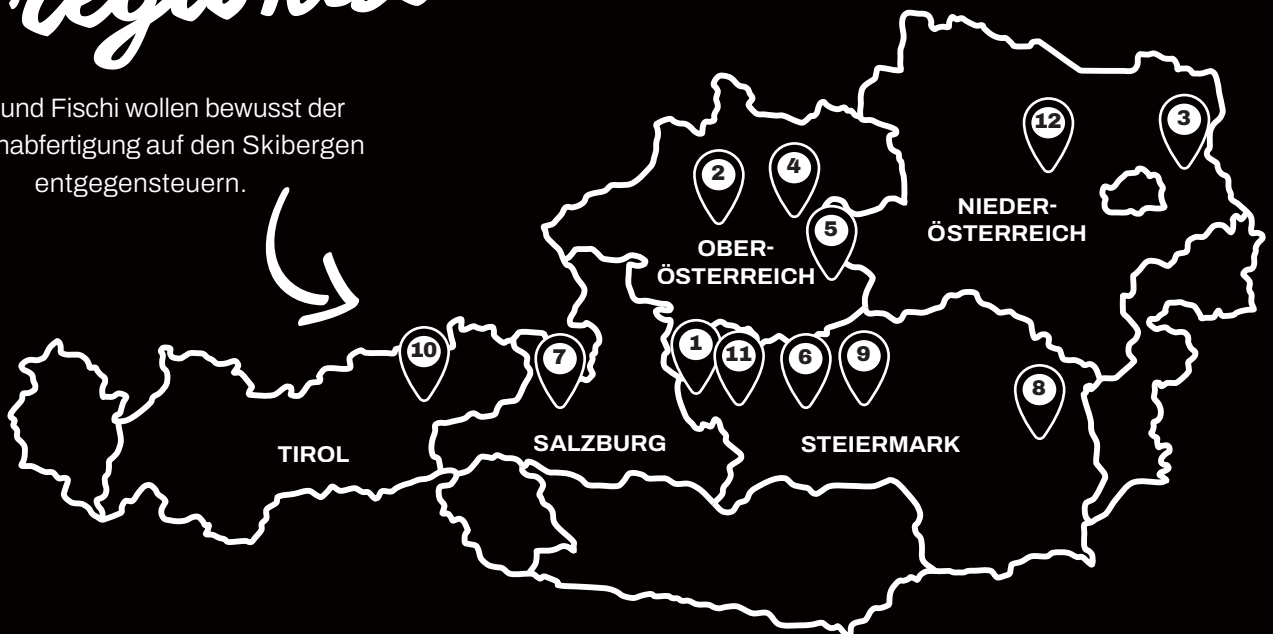 und Fischi wollen bewusst der
auf den Skibergen
entgegensteuern.
12
3
2
4
NIEDER-
ÖSTERREICH
5
OBER-
ÖSTERREICH
10
7
1
11
6
9
8
TIROL
SALZBURG
STEIERMARK